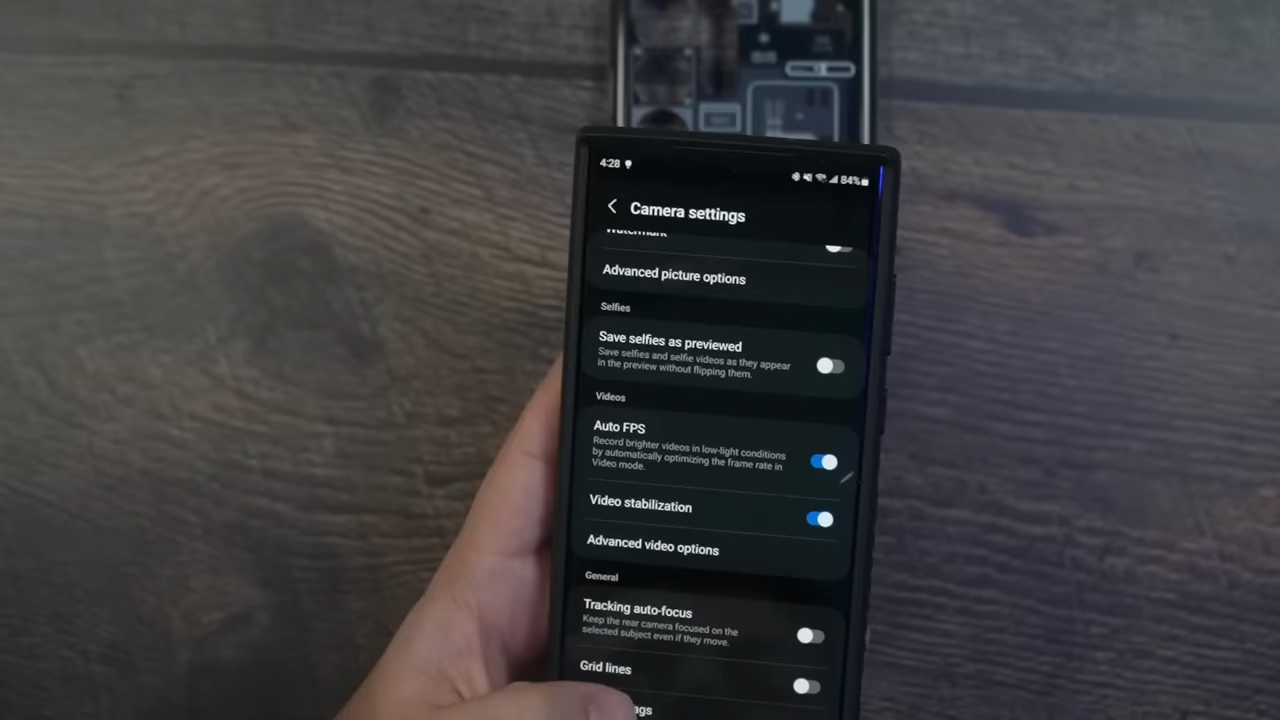 4:28
84%
Camera settings
Watermark
Advanced picture options
Selfies
Save selfies as previewed
Save selfies and selfie videos as they appear
in the preview without flipping them.
Videos
Auto FPS
Record brighter videos in low-light conditions
by automatically optimizing the frame rate in
Video mode.
Video stabilization
Advanced video options
General
Tracking auto-focus
Keep the rear camera focused on the
selected subject even if they move.
Grid lines